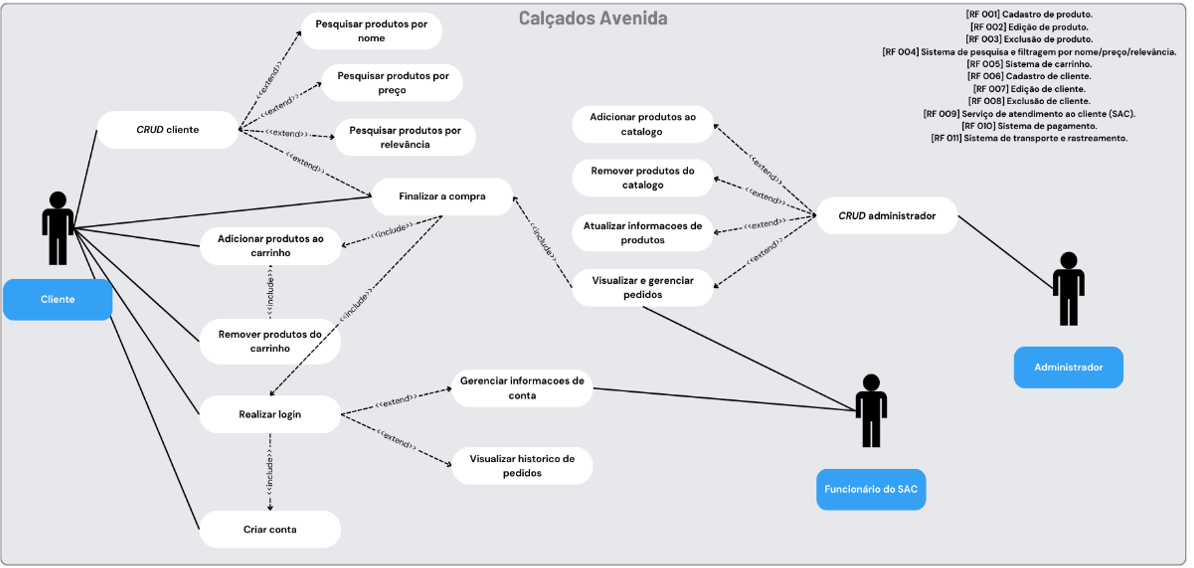 Calçados Avenida
[RF 001] Cadastro de produto.
[RF 002] Edição de produto.
[RF 003] Exclusão de produto.
[RF 004] Sistema de pesquisa e filtragem por nome/preço/relevância.
[RF 005] Sistema de carrinho.
[RF 006] Cadastro de cliente.
[RF 007] Edição de cliente.
[RF 008] Exclusão de cliente.
[RF 009] Serviço de atendimento ao cliente (SAC).
[RF 010] Sistema de pagamento.
[RF 011] Sistema de transporte e rastreamento.
Pesquisar produtos por
nome
<<extend>>
Pesquisar produtos por
preço
<<extend>>
CRUD cliente
<<extend>>
Pesquisar produtos por
relevância
<<extend>>
Finalizar a compra
Adicionar produtos ao
catalogo
<<extend>>
Remover produtos do
catalogo
<<extend>>
CRUD administrador
Atualizar informacoes de
produtos
<<extend>>
<<extend>>
Visualizar e gerenciar
pedidos
<<include>>
<<include>>
Adicionar produtos ao
carrinho
<<include>>
<<include>>
Cliente
Remover produtos do
carrinho
Administrador
Realizar login
<<extend>>
Gerenciar informacoes de
conta
<<extend>>
Visualizar historico de
pedidos
<<include>>
Funcionário do SAC
Criar conta